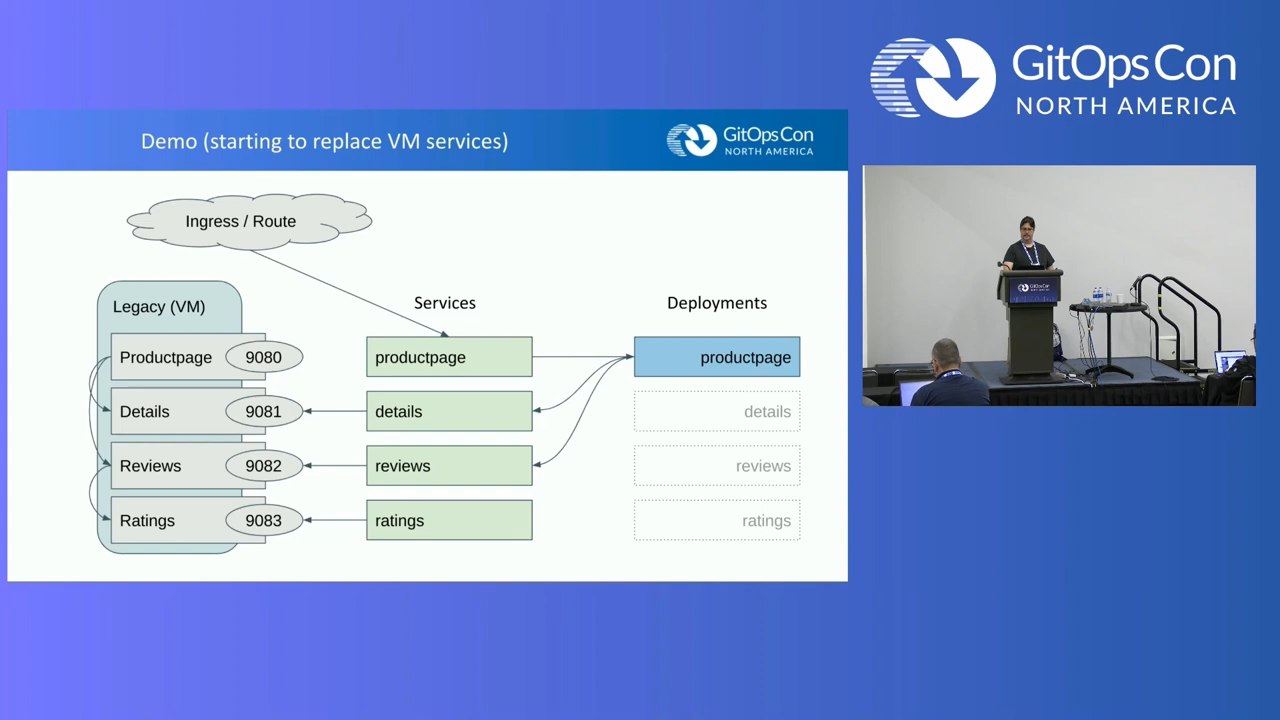 GitOpsCon
NORTH AMERICA
Demo (starting to replace VM services)
GitOpsCon
NORTH AMERICA
Ingress / Route
Legacy (VM)
Services
Deployments
Productpage 9080
productpage
productpage
Details 9081
details
details
Reviews 9082
reviews
reviews
Ratings 9083
ratings
ratings
GitOpsCon